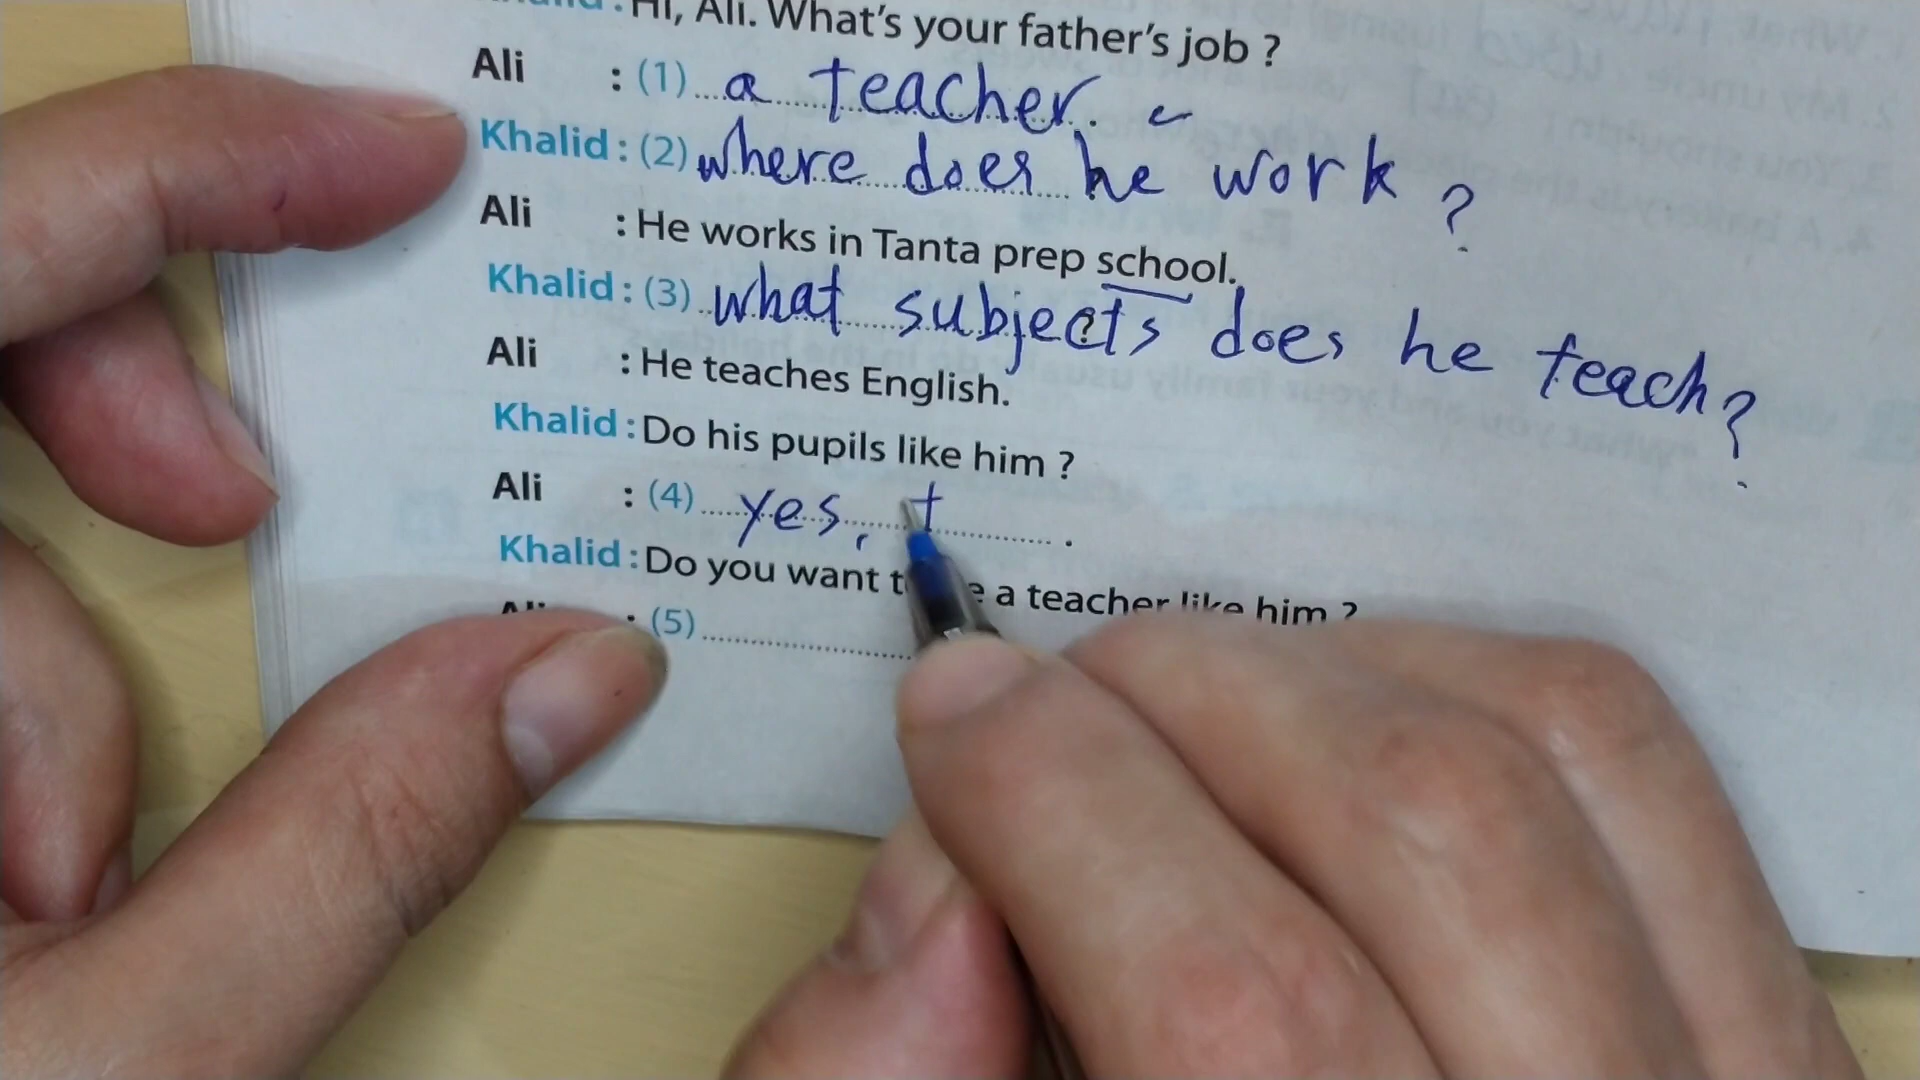 Hi, Ali. What's your father's job ?
Ali : (1) a teacher.
Khalid : (2) where does he work ?
Ali : He works in Tanta prep school.
Khalid : (3) what subjects does he teach ?
Ali : He teaches English.
Khalid : Do his pupils like him ?
Ali : (4) yes, t
Khalid : Do you want a teacher like him ?
Ali : (5)